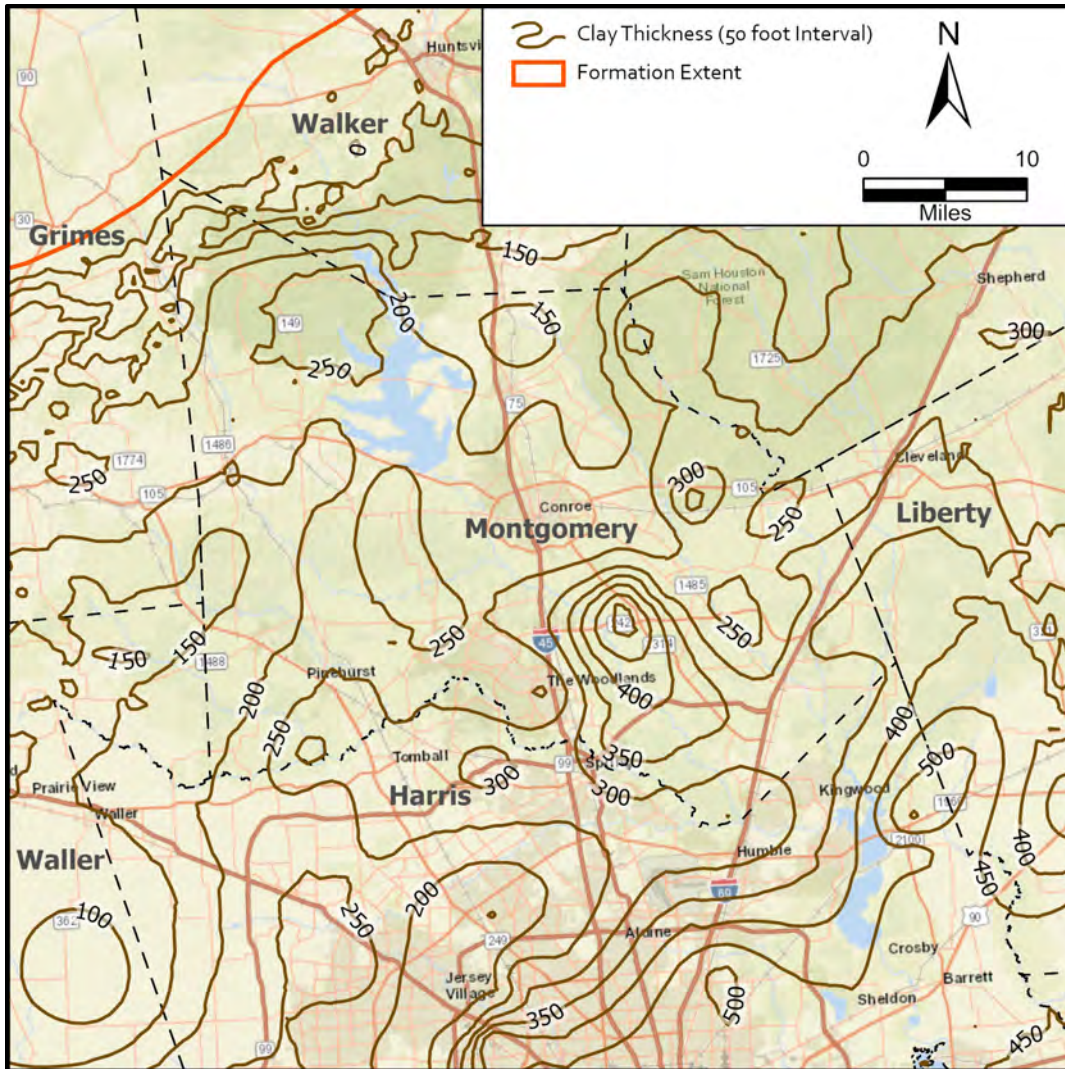 Clay Thickness (50 foot Interval)
Formation Extent
N
0 10
Miles
90
Huntsv
Walker
0
30
Grimes
150
Sam Houston
National
Forest
Shepherd
200
150
149
300
250
1725
75
1486
1774
250
105
Cleveland
300
105
Conroe
Montgomery
250
Liberty
1485
150
250
250
150
1488
45
242
1314
Pinehurst
The Woodlands
200
400
400
250
350
500
Tomball
99
300
300
Prairie View
Harris
Kingwood
1960
Waller
2100
400
Waller
Humble
450
200
60
100
362
250
90
249
Aldine
Crosby
Jersey
Village
500
Barrett
Sheldon
350
450
99